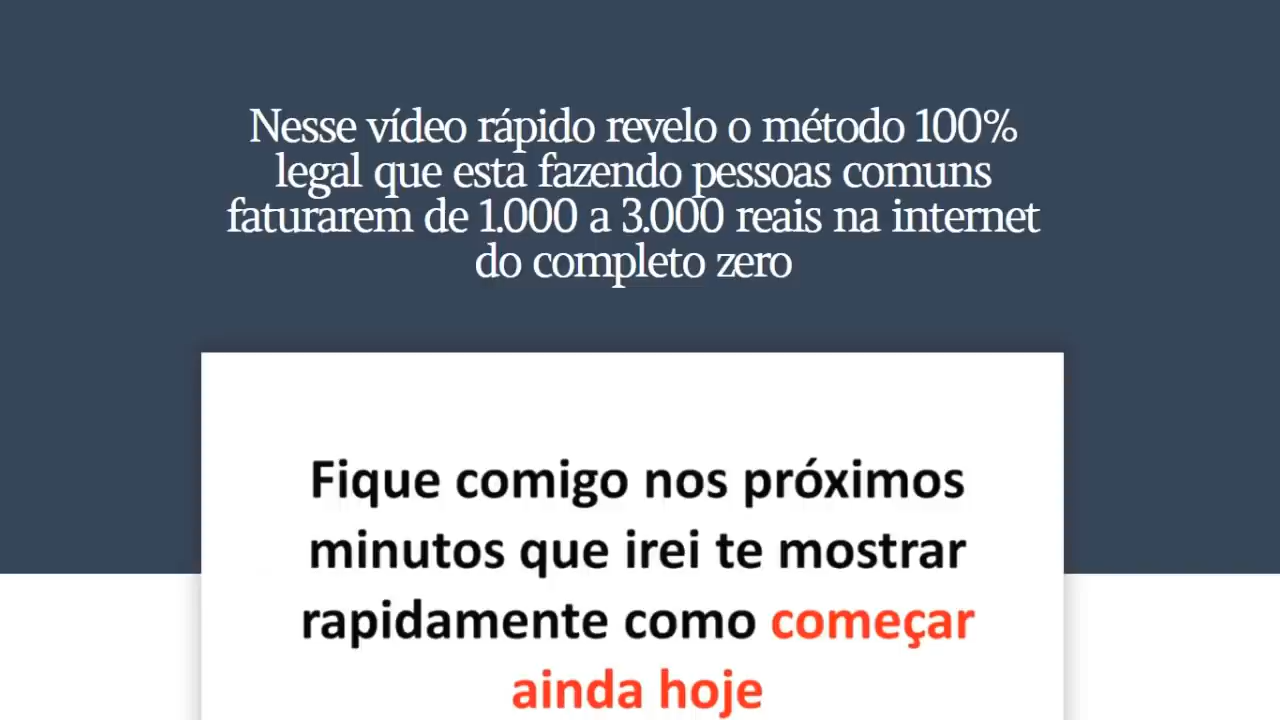 Nesse vídeo rápido revelo o método 100%
legal que esta fazendo pessoas comuns
faturarem de 1.000 a 3.000 reais na internet
do completo zero
Fique comigo nos próximos
minutos que irei te mostrar
rapidamente como começar
ainda hoje